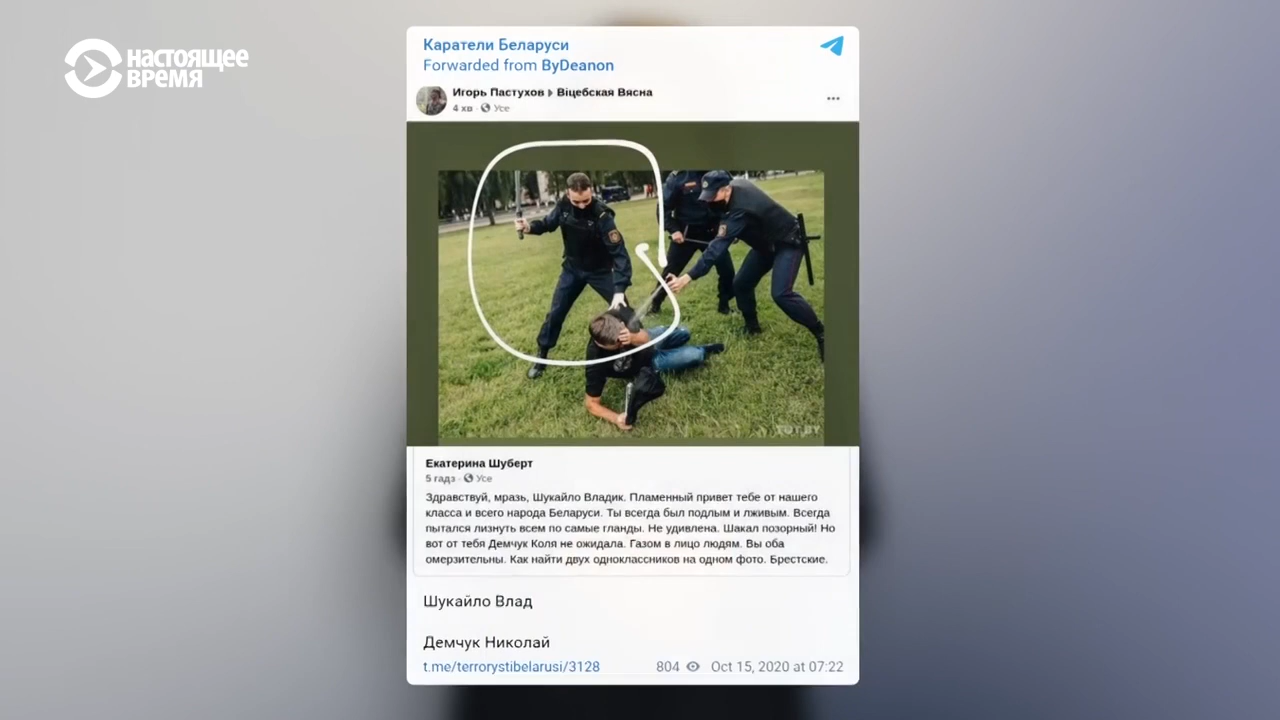 НАСТОЯЩЕЕ
ВРЕМЯ
Каратели Беларуси
Forwarded from ByDeanon
Игорь Пастухов ▸ Віцебская Вясна
4 хв · Усе
TUT.BY
Екатерина Шуберт
5 гадз · Усе
Здравствуй, мразь, Шукайло Владик. Пламенный привет тебе от нашего
класса и всего народа Беларуси. Ты всегда был подлым и лживым. Всегда
пытался лизнуть всем по самые гланды. Не удивлена. Шакал позорный! Но
вот от тебя Демчук Коля не ожидала. Газом в лицо людям. Вы оба
омерзительны. Как найти двух одноклассников на одном фото. Брестские.
Шукайло Влад
Демчук Николай
t.me/terrorystibelarusi/3128 804 Oct 15, 2020 at 07:22